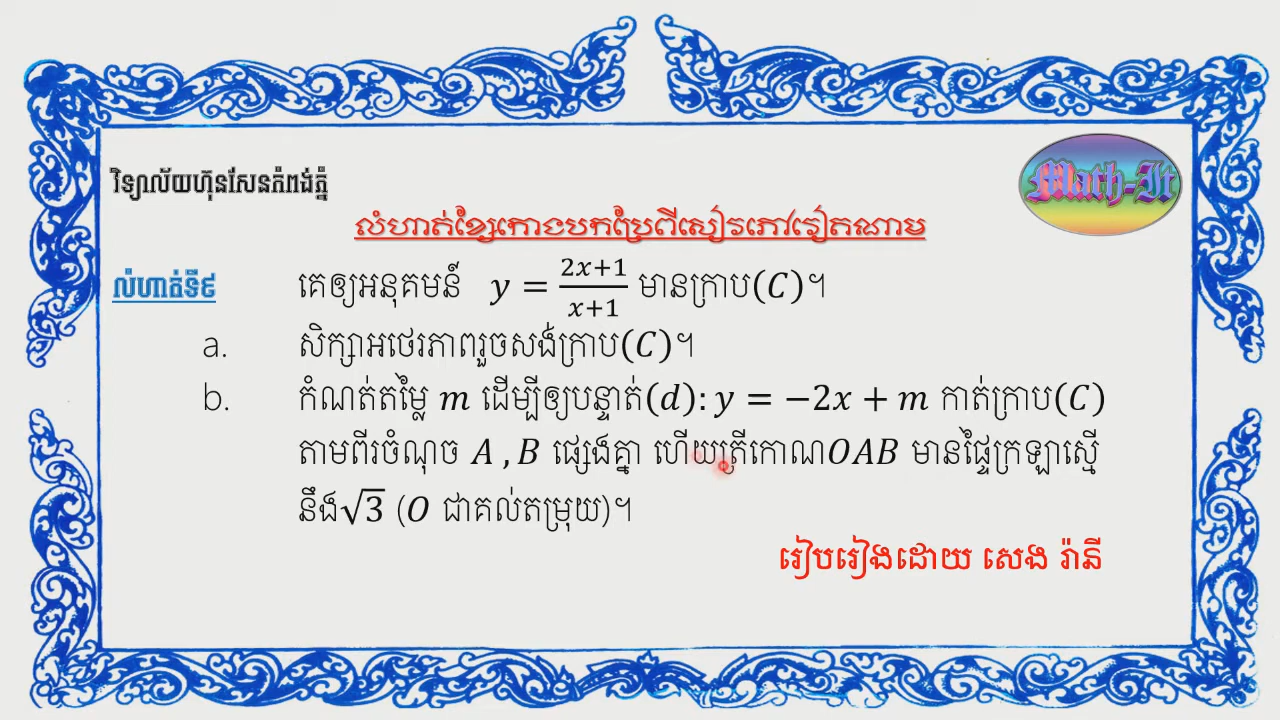 វិទ្យាល័យហ៊ុនសែនកំពង់ភ្នំ
Math-It
លំហាត់ខ្សែកោងបកប្រែពីសៀវភៅវៀតណាម
លំហាត់ទី៩ គេឲ្យអនុគមន៍ y = (2x+1)/(x+1) មានក្រាប(C)។
a. សិក្សាអថេរភាពរួចសង់ក្រាប(C)។
b. កំណត់តម្លៃ m ដើម្បីឲ្យបន្ទាត់(d): y = −2x + m កាត់ក្រាប(C)
តាមពីរចំណុច A , B ផ្សេងគ្នា ហើយត្រីកោណOAB មានផ្ទៃក្រឡាស្មើ
នឹង√3 (O ជាគល់តម្រុយ)។
រៀបរៀងដោយ សេង រ៉ានី